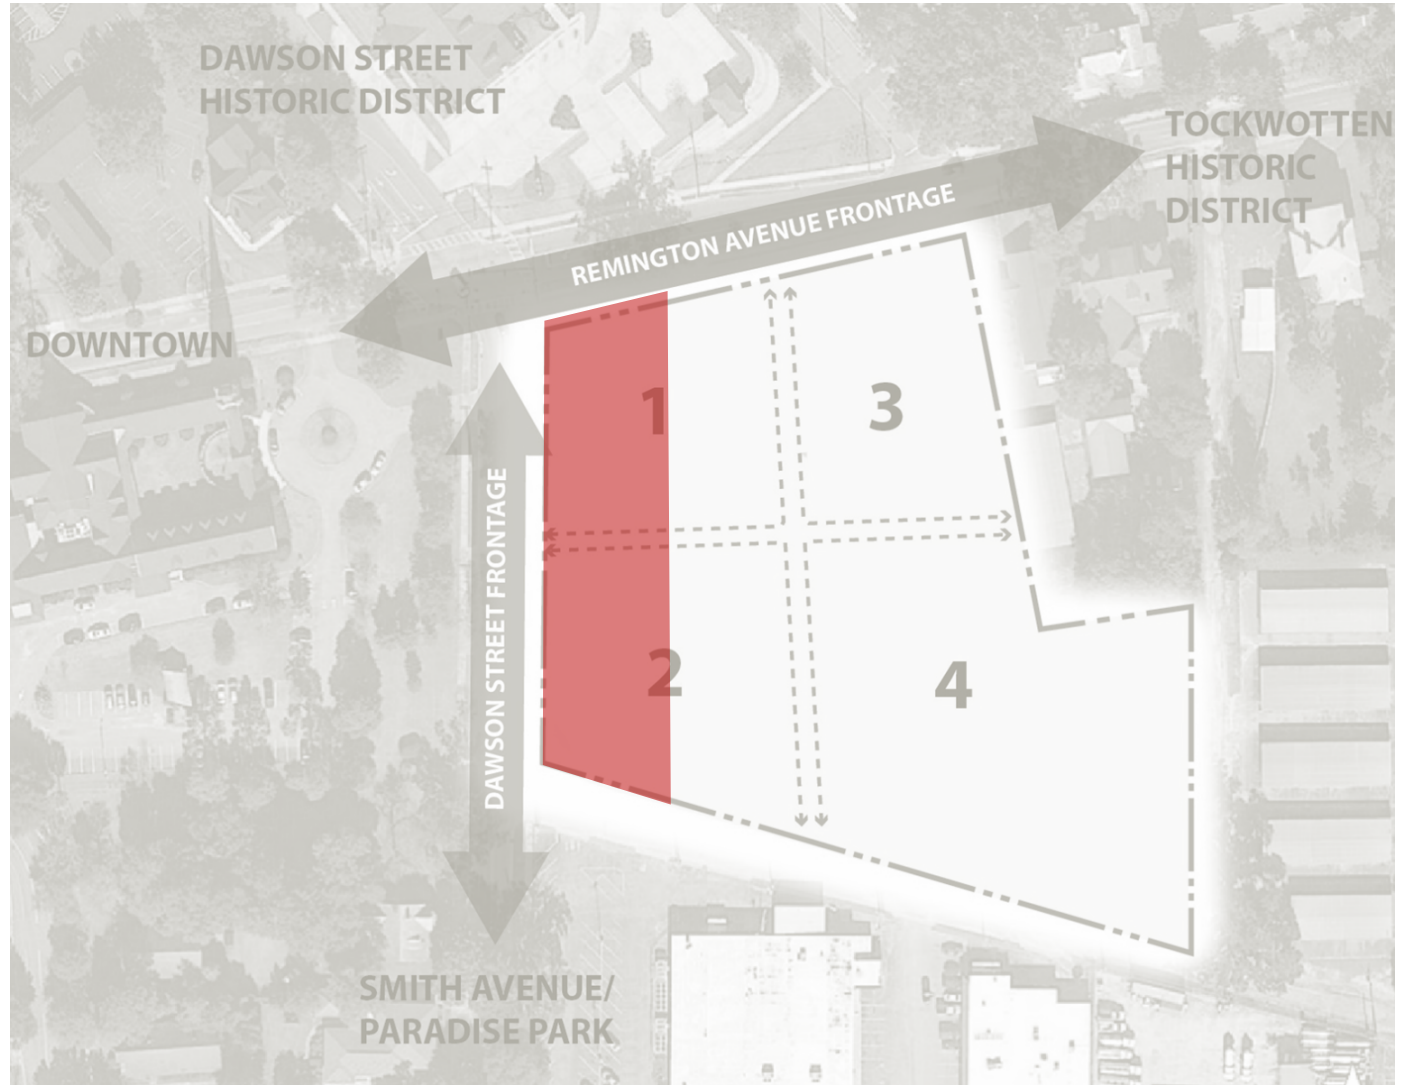 DAWSON STREET
HISTORIC DISTRICT
TOCKWOTTEN
HISTORIC
DISTRICT
REMINGTON AVENUE FRONTAGE
DOWNTOWN
1
3
DAWSON STREET FRONTAGE
2
4
SMITH AVENUE/
PARADISE PARK